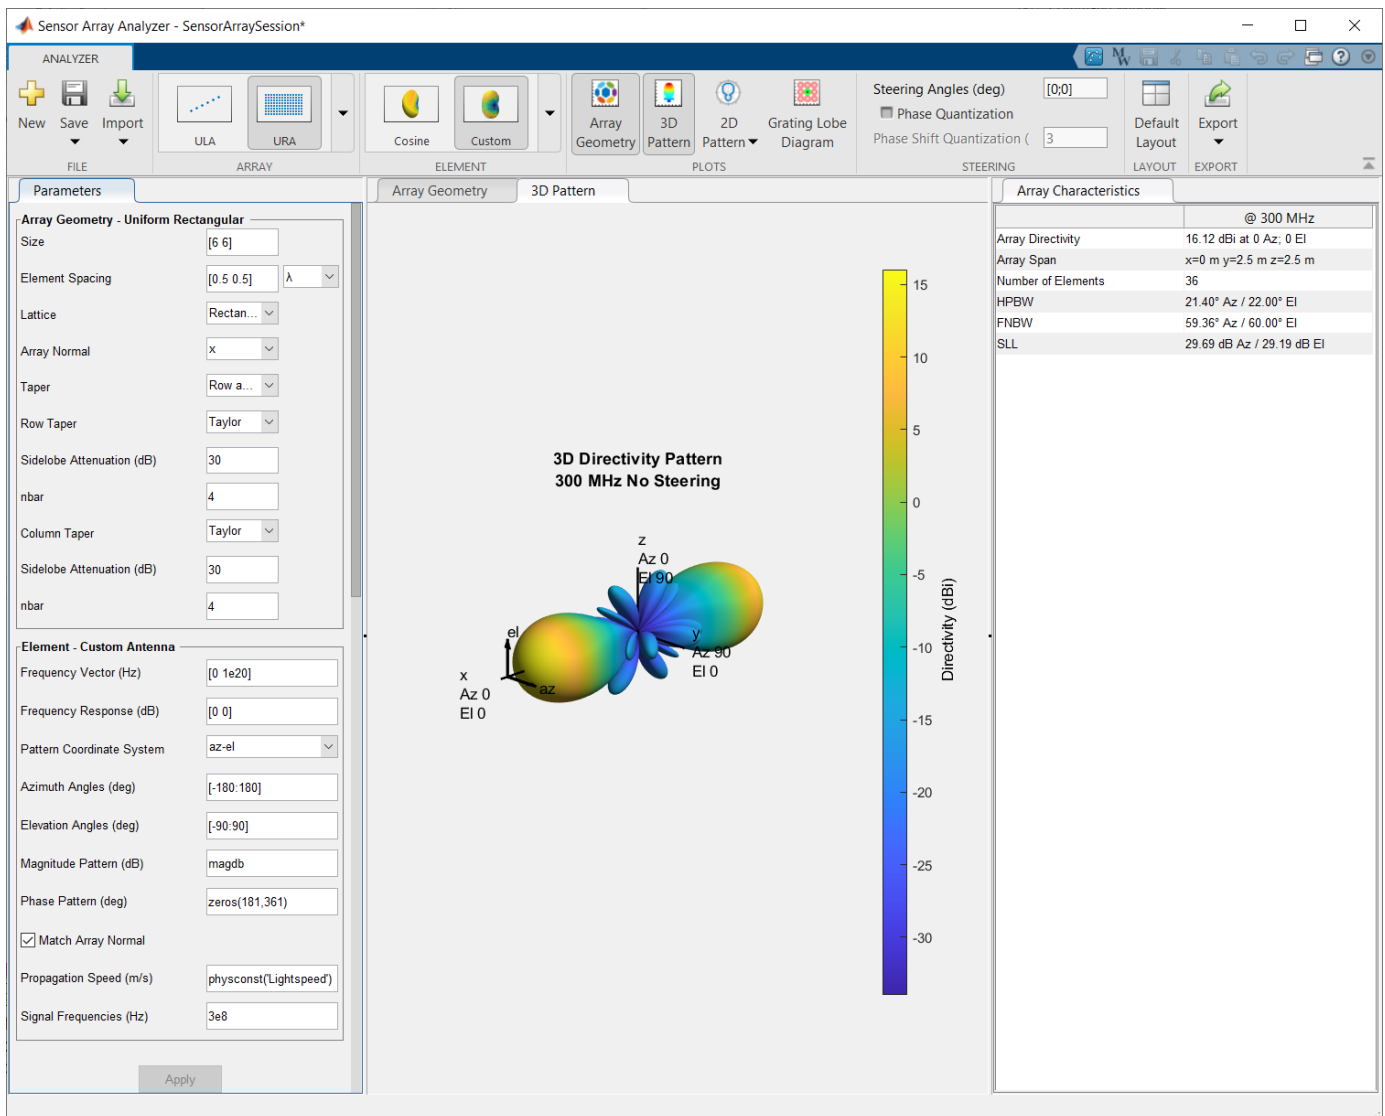 Sensor Array Analyzer - SensorArraySession*
ANALYZER
New Save Import
ULA URA
Cosine Custom
Array Geometry
3D Pattern
2D Pattern
Grating Lobe Diagram
Steering Angles (deg) [0;0]
Phase Quantization
Phase Shift Quantization ( 3
Default Layout
Export
FILE ARRAY ELEMENT PLOTS STEERING LAYOUT EXPORT
Parameters
Array Geometry - Uniform Rectangular
Size [6 6]
Element Spacing [0.5 0.5] λ
Lattice Rectan...
Array Normal x
Taper Row a...
Row Taper Taylor
Sidelobe Attenuation (dB) 30
nbar 4
Column Taper Taylor
Sidelobe Attenuation (dB) 30
nbar 4
Element - Custom Antenna
Frequency Vector (Hz) [0 1e20]
Frequency Response (dB) [0 0]
Pattern Coordinate System az-el
Azimuth Angles (deg) [-180:180]
Elevation Angles (deg) [-90:90]
Magnitude Pattern (dB) magdb
Phase Pattern (deg) zeros(181,361)
Match Array Normal
Propagation Speed (m/s) physconst('Lightspeed')
Signal Frequencies (Hz) 3e8
Apply
Array Geometry 3D Pattern
3D Directivity Pattern
300 MHz No Steering
z
Az 0
El 90
el
az
x
Az 0
El 0
y
Az 90
El 0
15
10
5
0
-5
-10
-15
-20
-25
-30
Directivity (dBi)
Array Characteristics
@ 300 MHz
Array Directivity 16.12 dBi at 0 Az; 0 El
Array Span x=0 m y=2.5 m z=2.5 m
Number of Elements 36
HPBW 21.40° Az / 22.00° El
FNBW 59.36° Az / 60.00° El
SLL 29.69 dB Az / 29.19 dB El